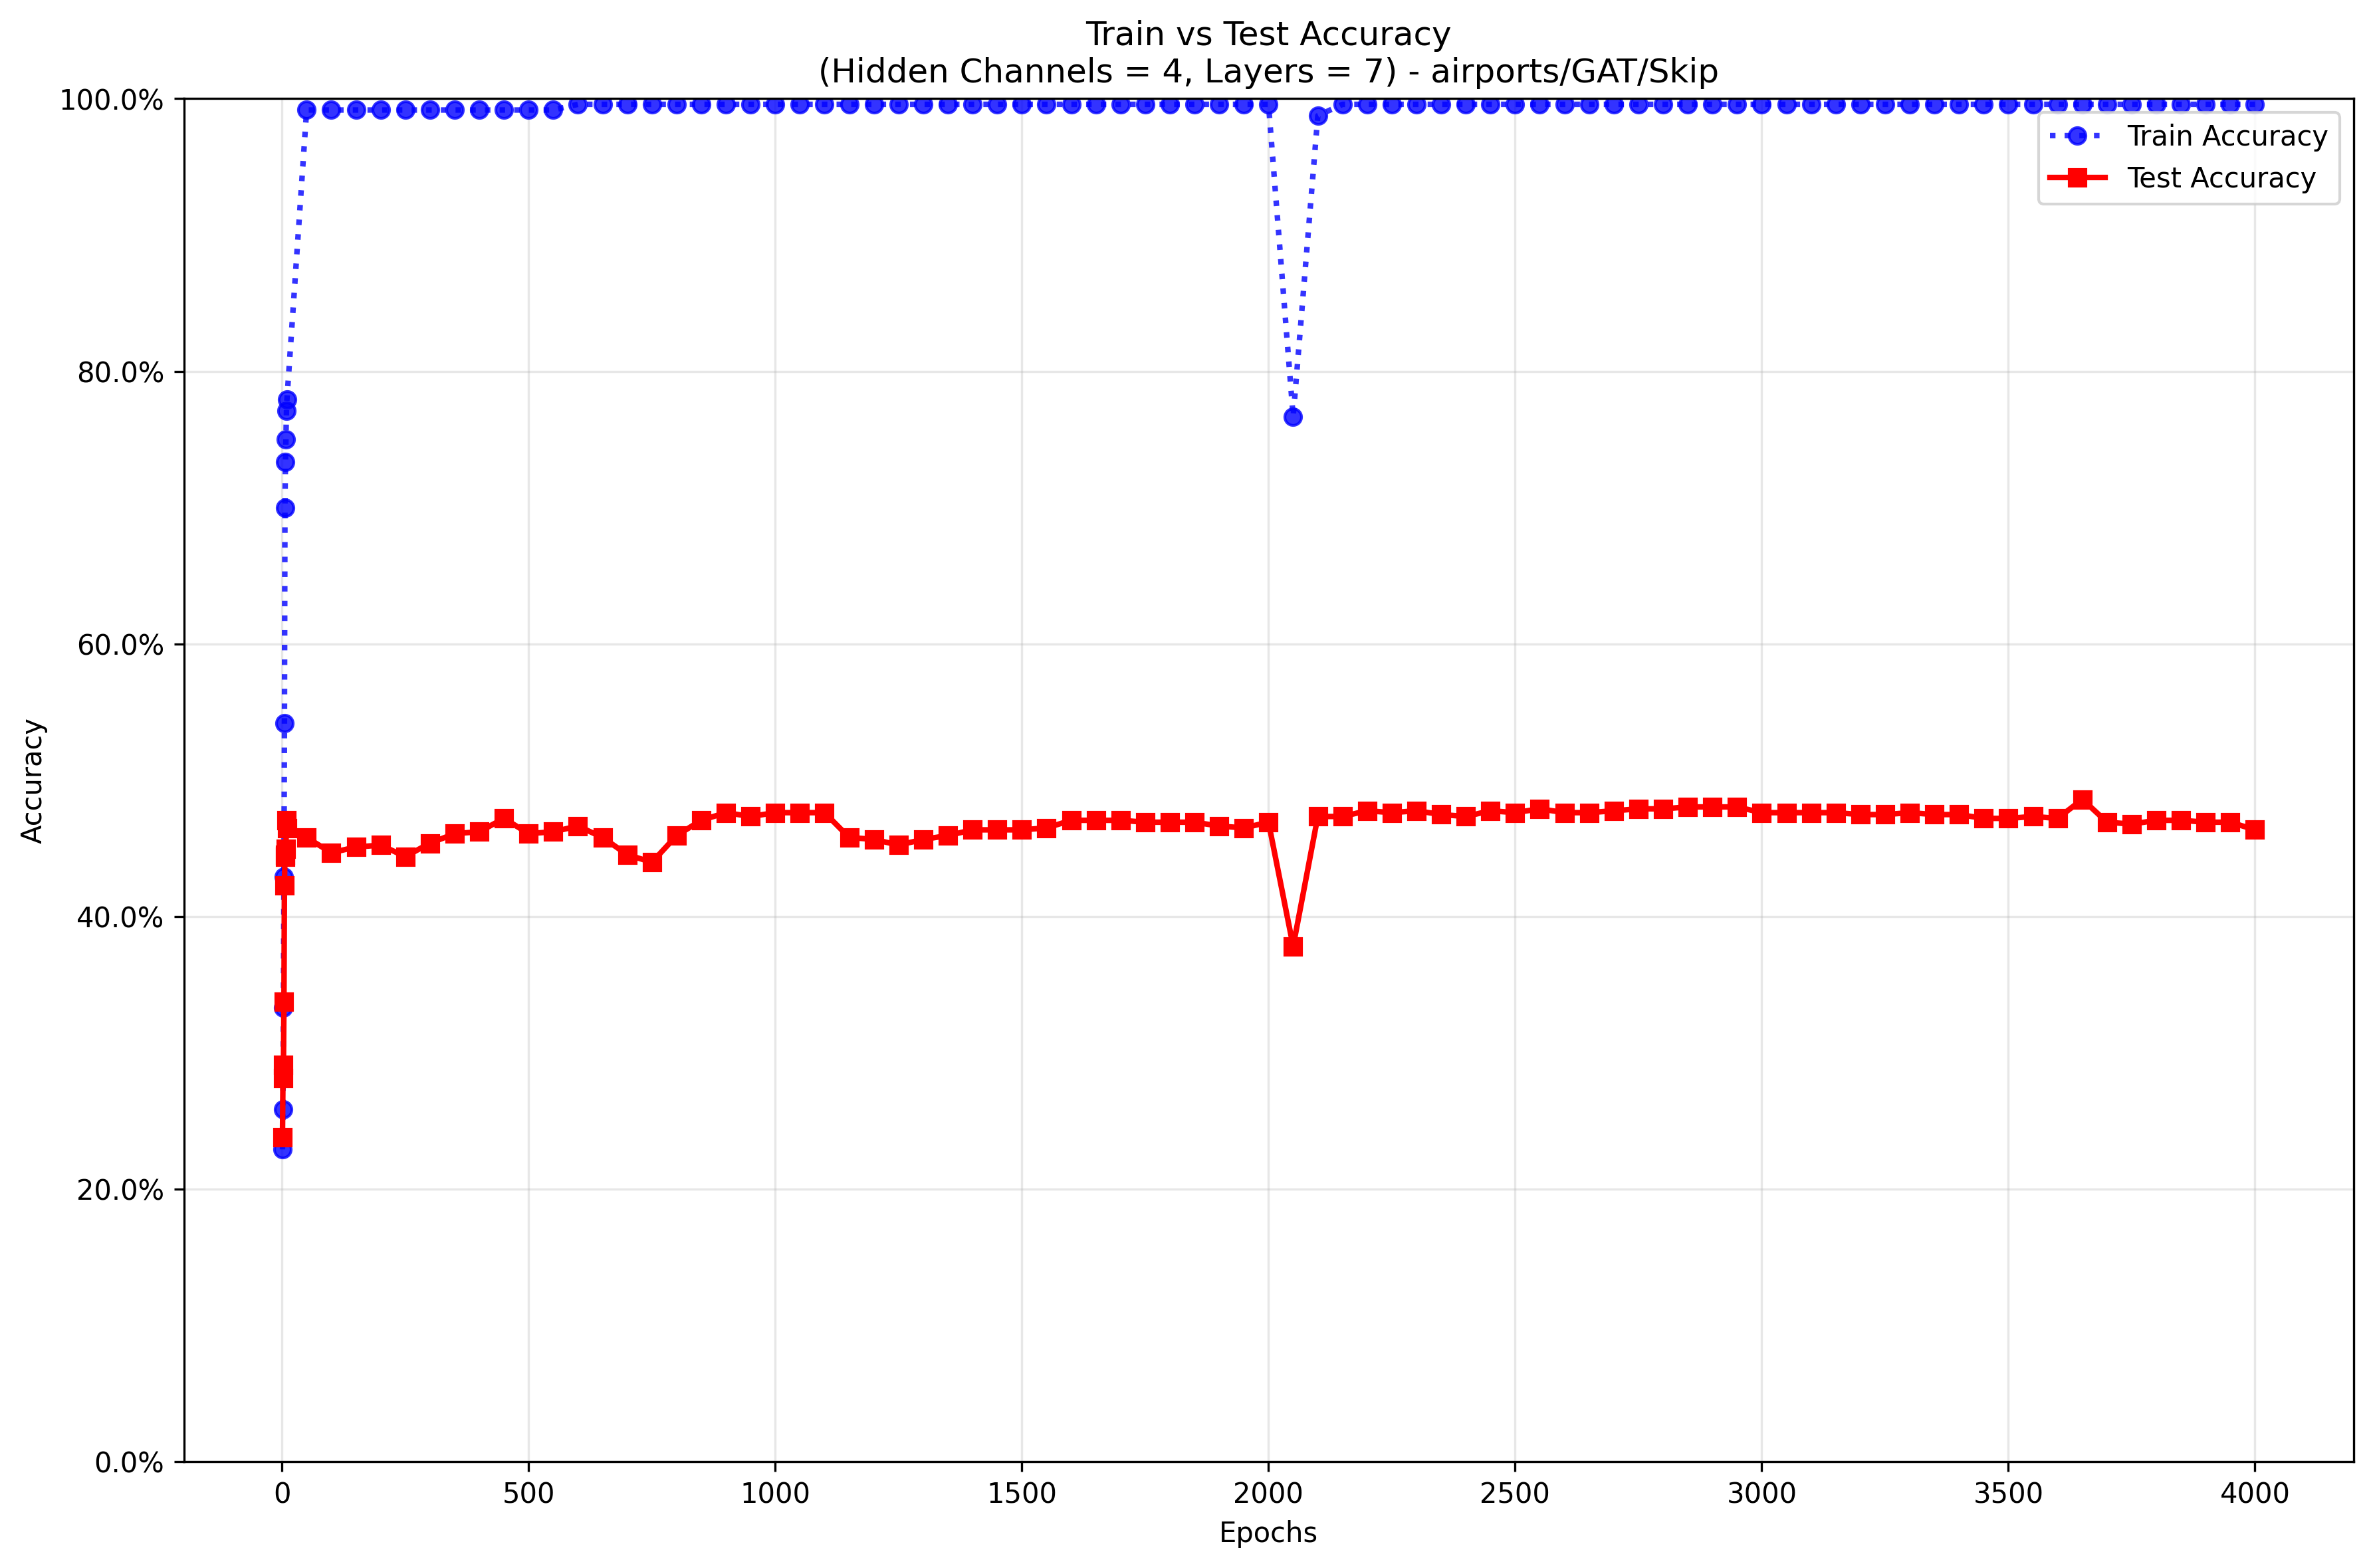 Train vs Test Accuracy
(Hidden Channels = 4, Layers = 7) - airports/GAT/Skip
100.0%
80.0%
60.0%
40.0%
20.0%
0.0%
Accuracy
Train Accuracy
Test Accuracy
0 500 1000 1500 2000 2500 3000 3500 4000
Epochs